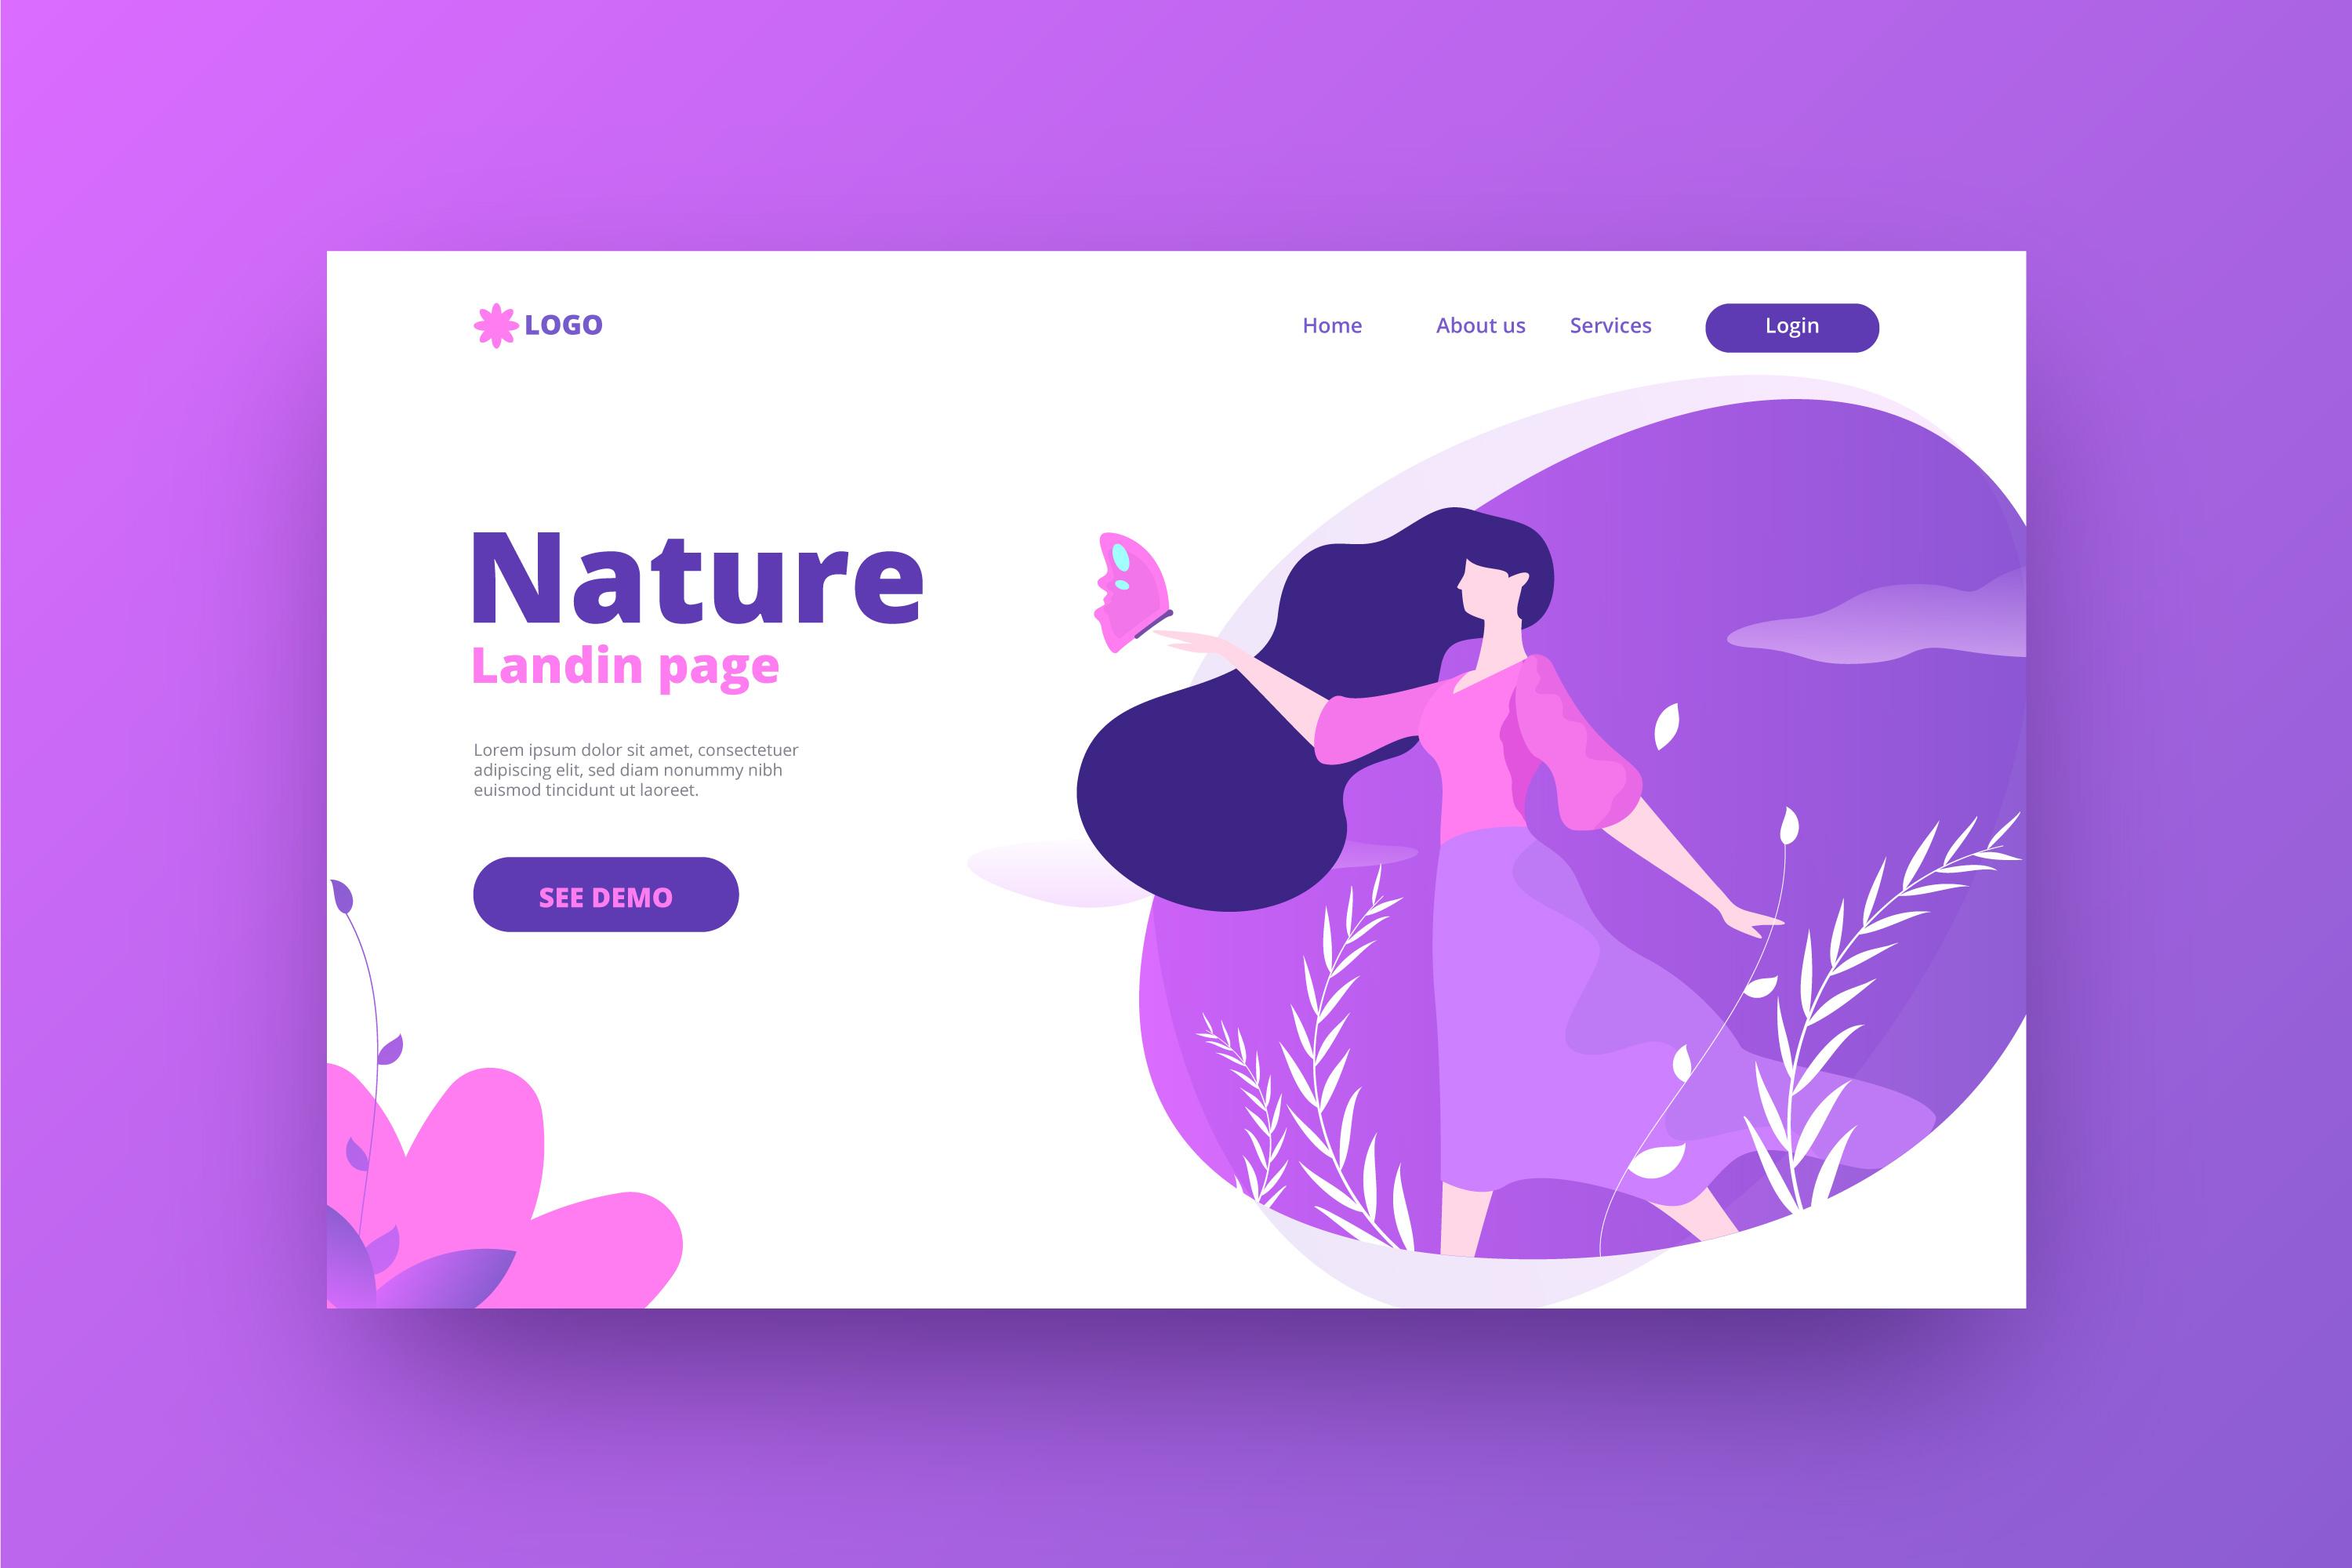 LOGO
Home About us Services Login
Nature
Landin page
Lorem ipsum dolor sit amet, consectetuer
adipiscing elit, sed diam nonummy nibh
euismod tincidunt ut laoreet.
SEE DEMO